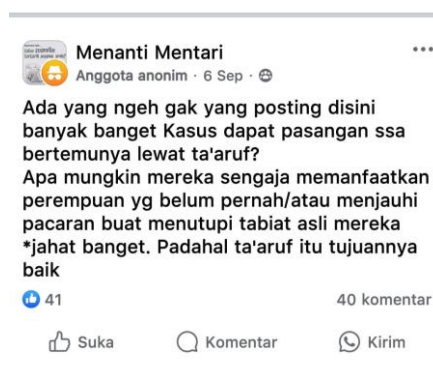 Menanti Mentari
Anggota anonim · 6 Sep ·
Ada yang ngeh gak yang posting disini
banyak banget Kasus dapat pasangan ssa
bertemunya lewat ta'aruf?
Apa mungkin mereka sengaja memanfaatkan
perempuan yg belum pernah/atau menjauhi
pacaran buat menutupi tabiat asli mereka
*jahat banget. Padahal ta'aruf itu tujuannya
baik
41
40 komentar
Suka
Komentar
Kirim